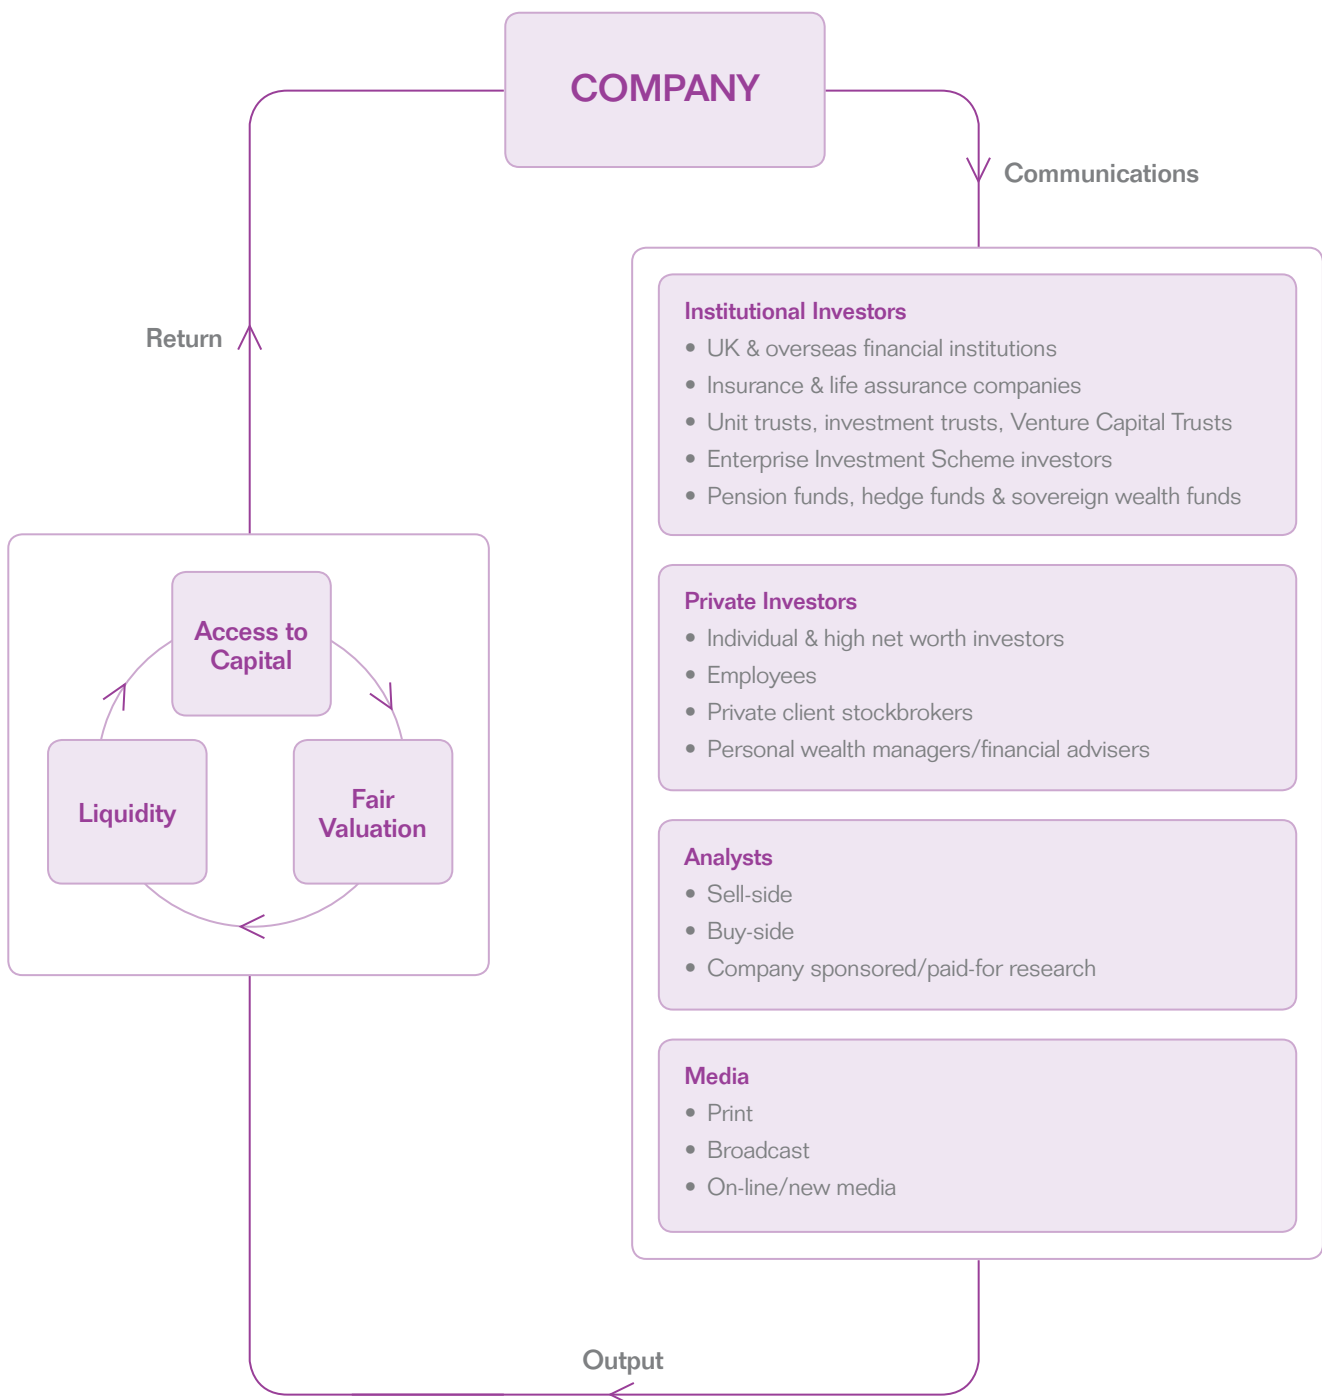 COMPANY
Communications
Return
Institutional Investors
• UK & overseas financial institutions
• Insurance & life assurance companies
• Unit trusts, investment trusts, Venture Capital Trusts
• Enterprise Investment Scheme investors
• Pension funds, hedge funds & sovereign wealth funds
Private Investors
• Individual & high net worth investors
• Employees
• Private client stockbrokers
• Personal wealth managers/financial advisers
Analysts
• Sell-side
• Buy-side
• Company sponsored/paid-for research
Media
• Print
• Broadcast
• On-line/new media
Access to
Capital
Fair
Valuation
Liquidity
Output